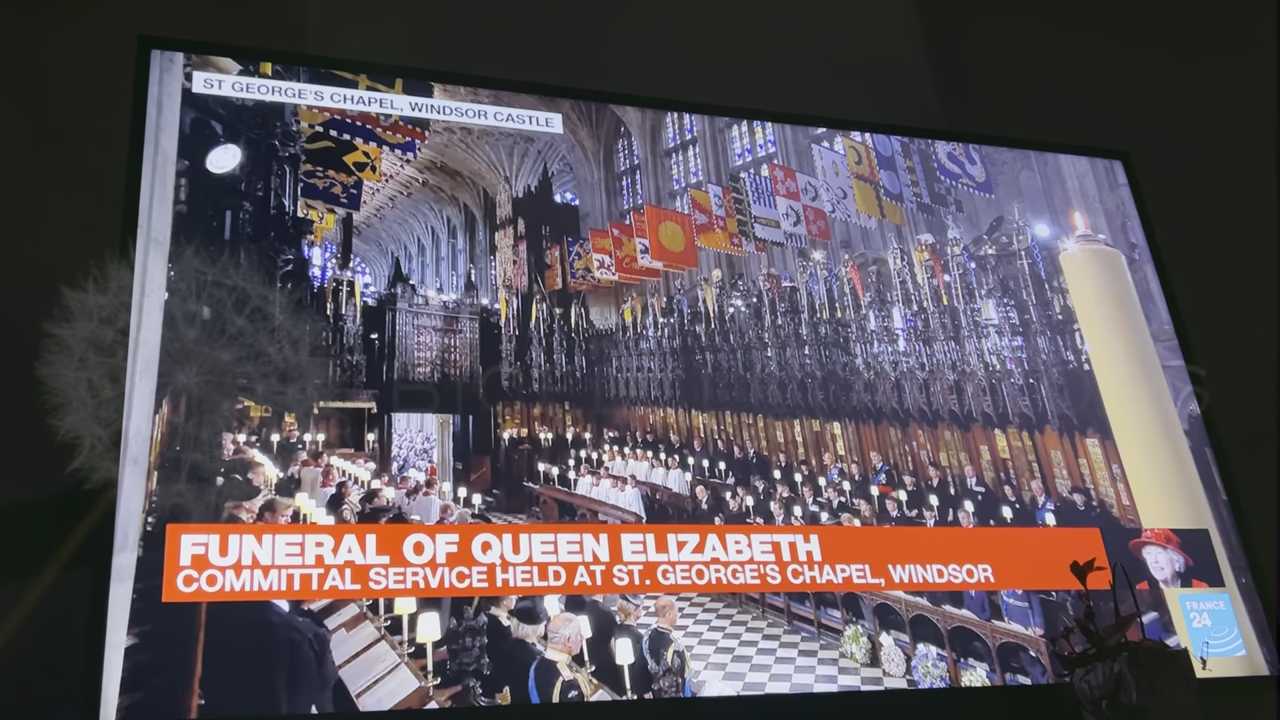 ST GEORGE'S CHAPEL, WINDSOR CASTLE
FUNERAL OF QUEEN ELIZABETH
COMMITTAL SERVICE HELD AT ST. GEORGE'S CHAPEL, WINDSOR
FRANCE
24